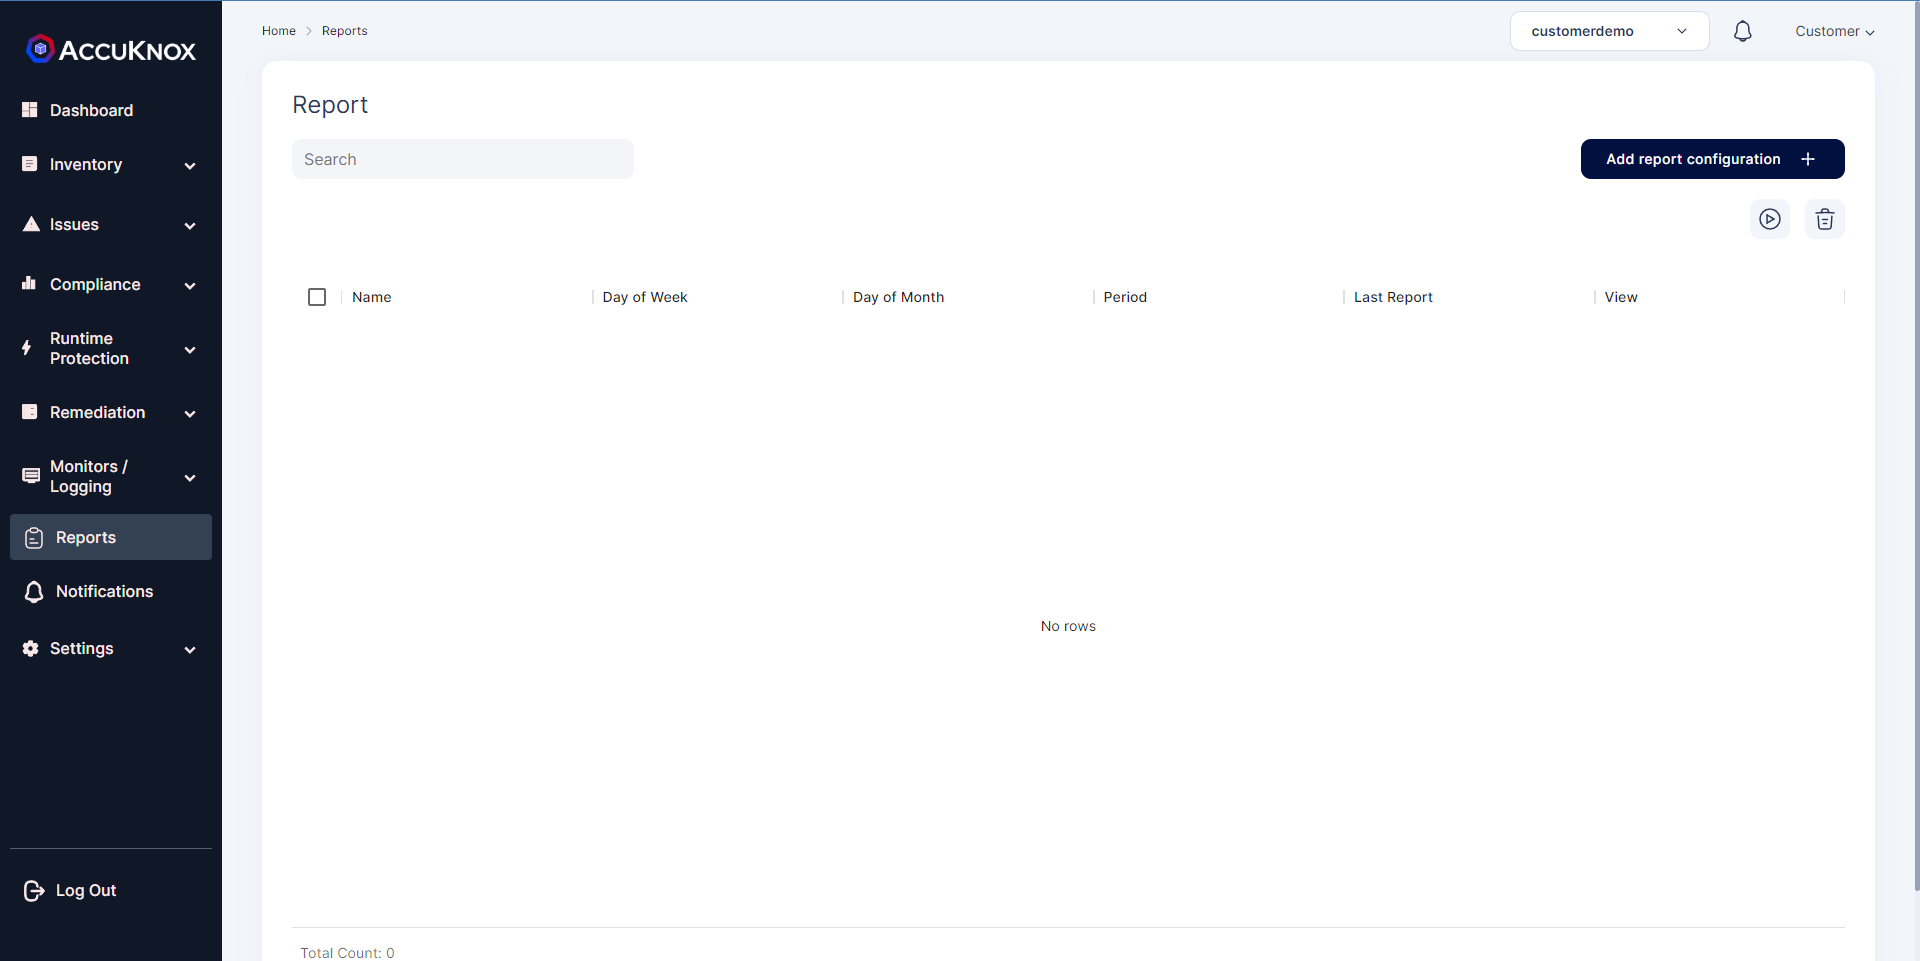 ACCUKNOX
Dashboard
Inventory
Issues
Compliance
Runtime
Protection
Remediation
Monitors /
Logging
Reports
Notifications
Settings
Log Out
Home > Reports
customerdemo
Customer
Report
Search
Add report configuration +
Name Day of Week Day of Month Period Last Report View
No rows
Total Count: 0